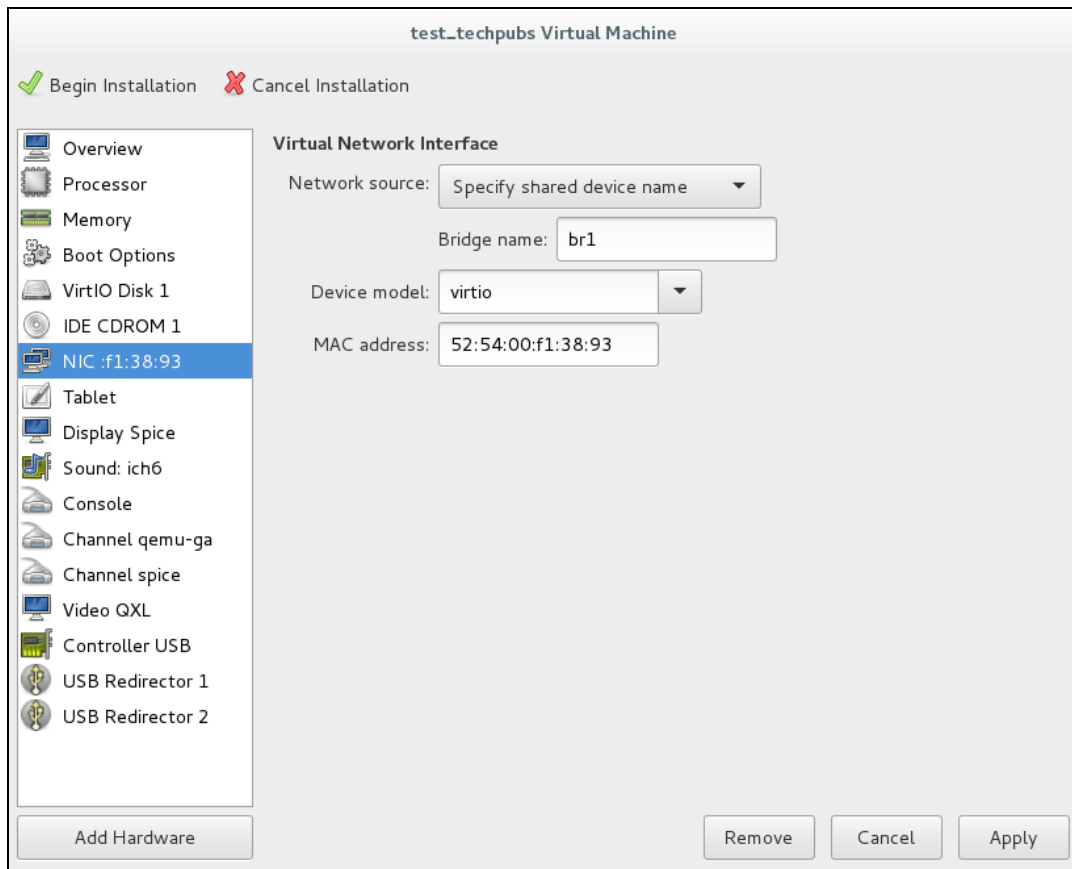 test_techpubs Virtual Machine
Begin Installation Cancel Installation
Overview
Processor
Memory
Boot Options
VirtIO Disk 1
IDE CDROM 1
NIC :f1:38:93
Tablet
Display Spice
Sound: ich6
Console
Channel qemu-ga
Channel spice
Video QXL
Controller USB
USB Redirector 1
USB Redirector 2
Add Hardware
Virtual Network Interface
Network source: Specify shared device name
Bridge name: br1
Device model: virtio
MAC address: 52:54:00:f1:38:93
Remove Cancel Apply